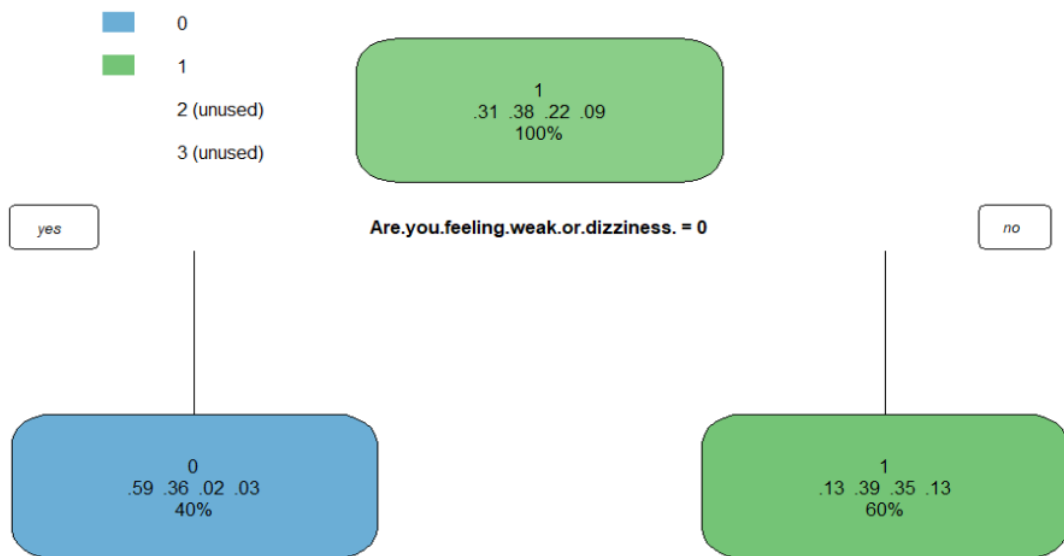 0
1
2 (unused)
3 (unused)
1
.31 .38 .22 .09
100%
yes
Are.you.feeling.weak.or.dizziness. = 0
no
0
.59 .36 .02 .03
40%
1
.13 .39 .35 .13
60%